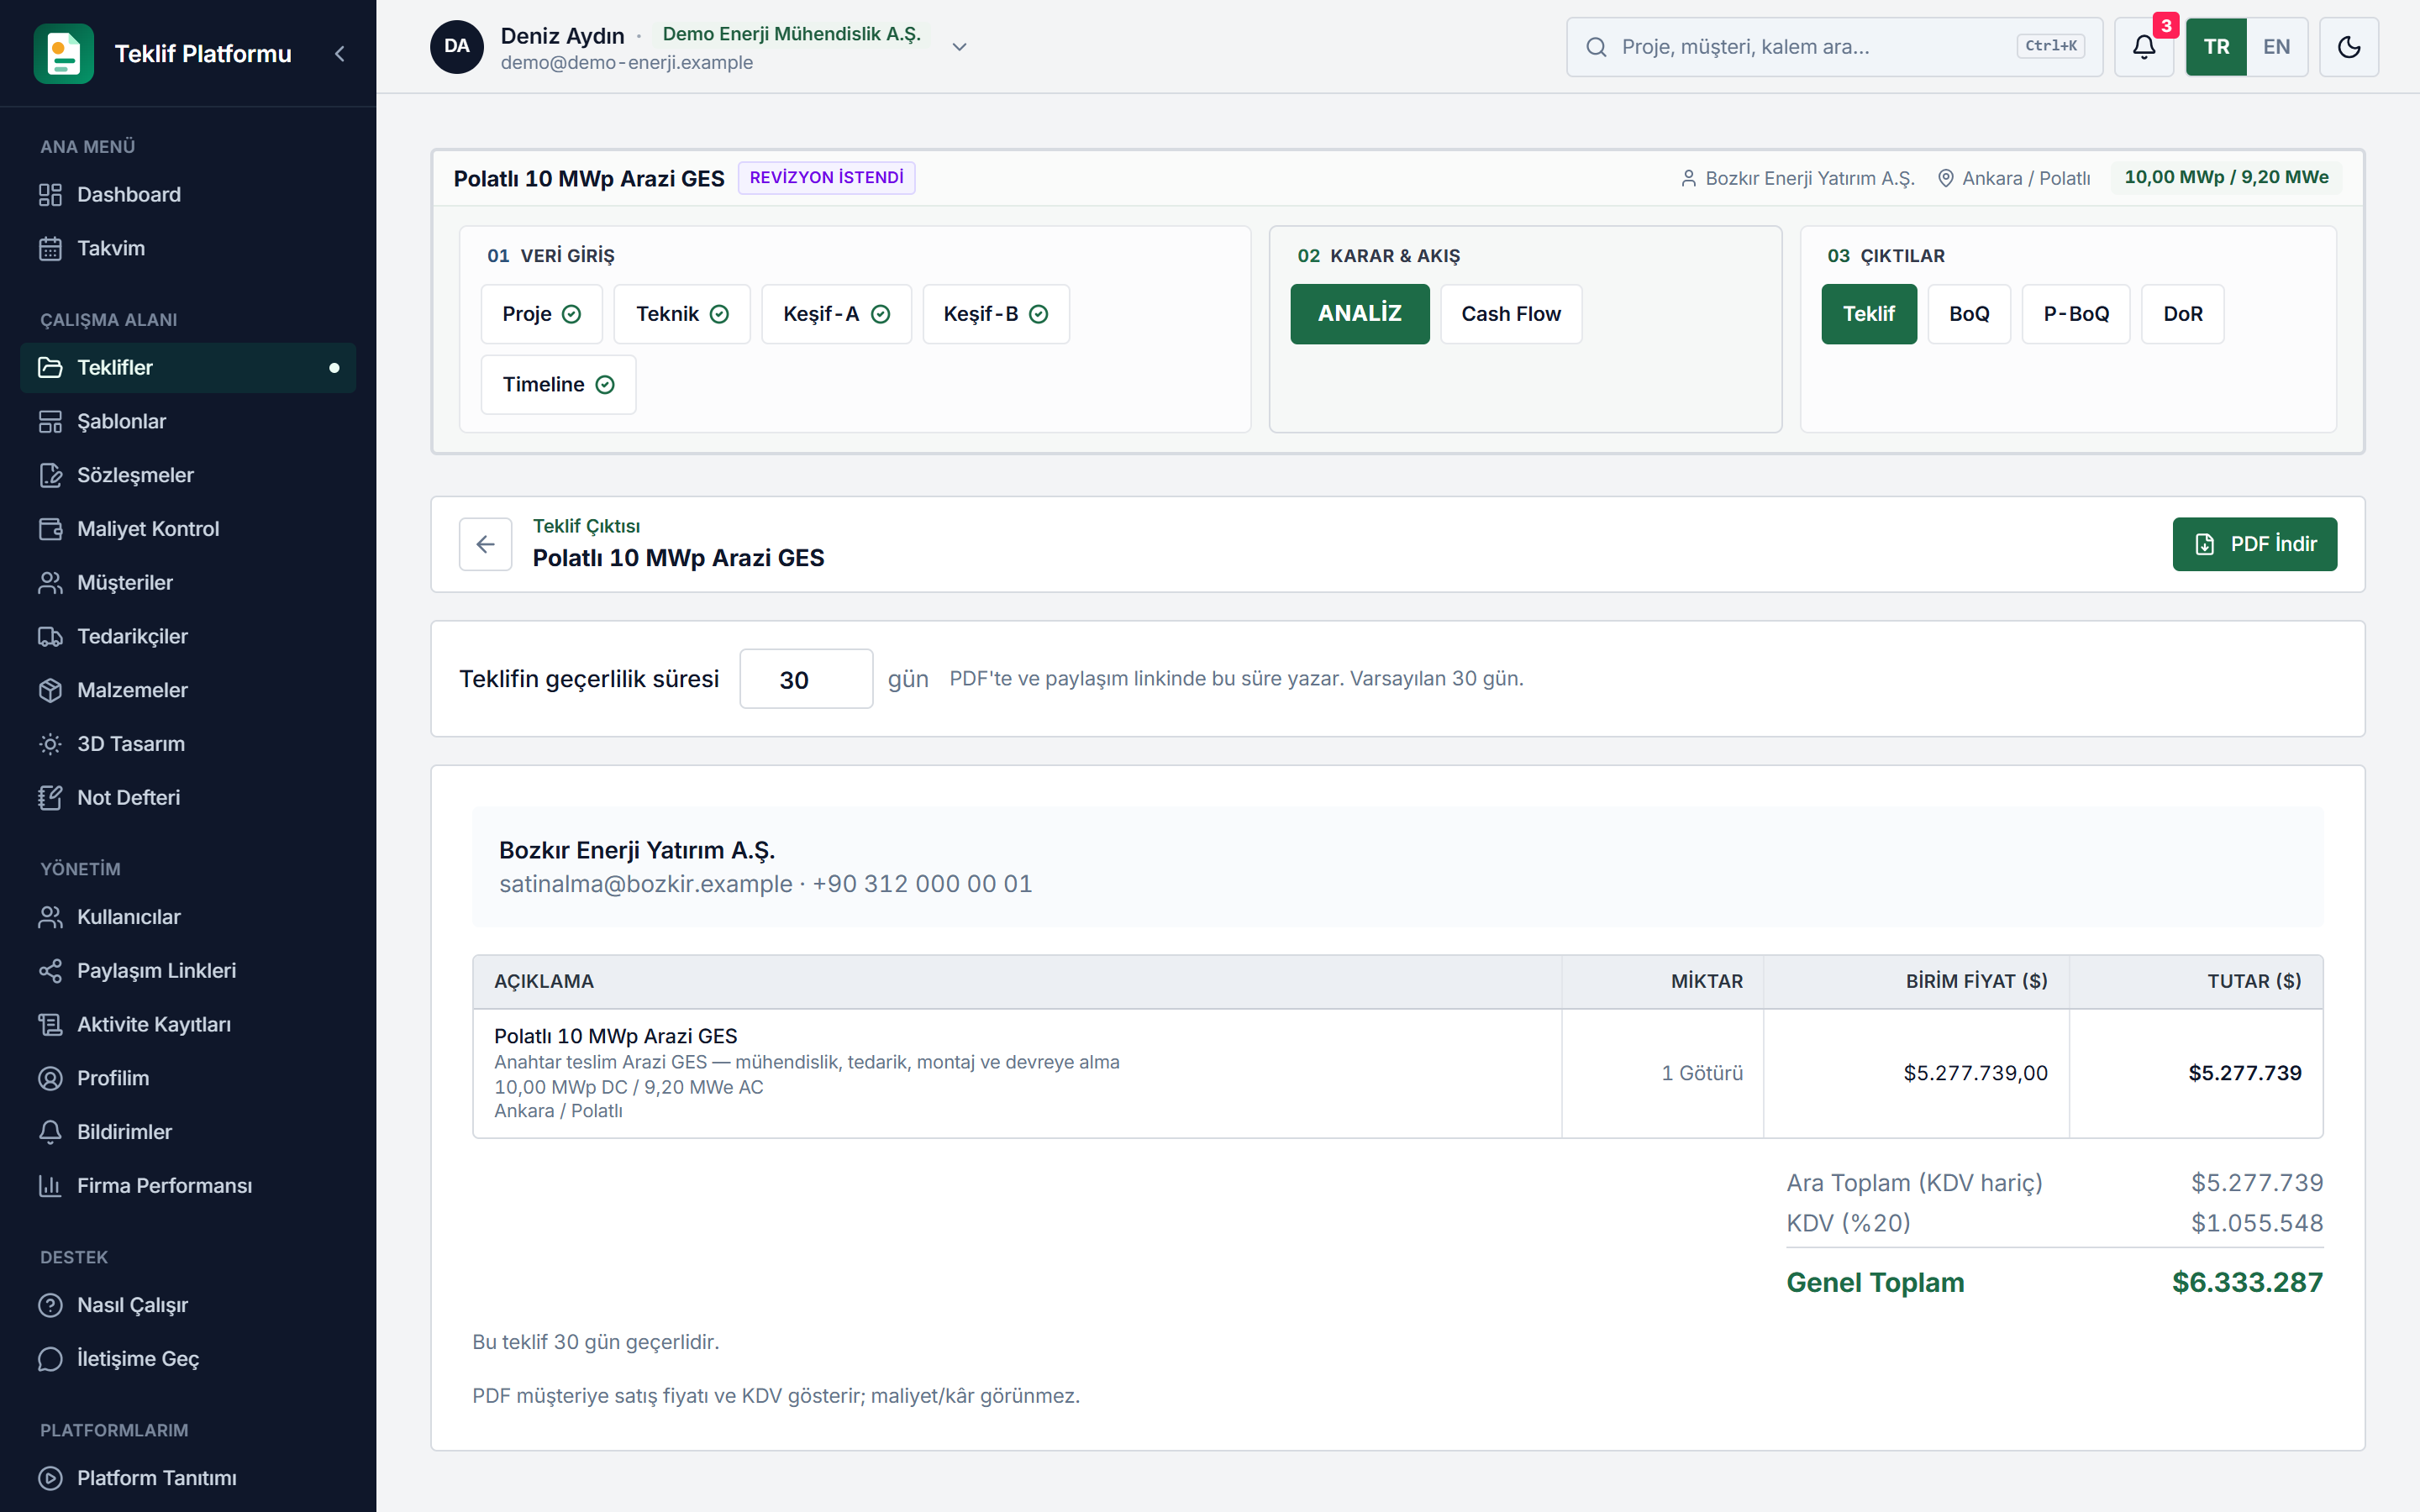 Teklif Platformu
ANA MENÜ
Dashboard
Takvim
ÇALIŞMA ALANI
Teklifler
Şablonlar
Sözleşmeler
Maliyet Kontrol
Müşteriler
Tedarikçiler
Malzemeler
3D Tasarım
Not Defteri
YÖNETİM
Kullanıcılar
Paylaşım Linkleri
Aktivite Kayıtları
Profilim
Bildirimler
Firma Performansı
DESTEK
Nasıl Çalışır
İletişime Geç
PLATFORMLARIM
Platform Tanıtımı
DA
Deniz Aydın · Demo Enerji Mühendislik A.Ş.
demo@demo-enerji.example
Proje, müşteri, kalem ara... Ctrl+K
3
TR EN
Polatlı 10 MWp Arazi GES REVİZYON İSTENDİ
Bozkır Enerji Yatırım A.Ş. Ankara / Polatlı 10,00 MWp / 9,20 MWe
01 VERİ GİRİŞ
Proje Teknik Keşif-A Keşif-B
Timeline
02 KARAR & AKIŞ
ANALİZ Cash Flow
03 ÇIKTILAR
Teklif BoQ P-BoQ DoR
Teklif Çıktısı
Polatlı 10 MWp Arazi GES
PDF İndir
Teklifin geçerlilik süresi 30 gün PDF'te ve paylaşım linkinde bu süre yazar. Varsayılan 30 gün.
Bozkır Enerji Yatırım A.Ş.
satinalma@bozkir.example · +90 312 000 00 01
AÇIKLAMA MİKTAR BİRİM FİYAT ($) TUTAR ($)
Polatlı 10 MWp Arazi GES
Anahtar teslim Arazi GES — mühendislik, tedarik, montaj ve devreye alma
10,00 MWp DC / 9,20 MWe AC
Ankara / Polatlı
1 Götürü $5.277.739,00 $5.277.739
Ara Toplam (KDV hariç) $5.277.739
KDV (%20) $1.055.548
Genel Toplam $6.333.287
Bu teklif 30 gün geçerlidir.
PDF müşteriye satış fiyatı ve KDV gösterir; maliyet/kâr görünmez.